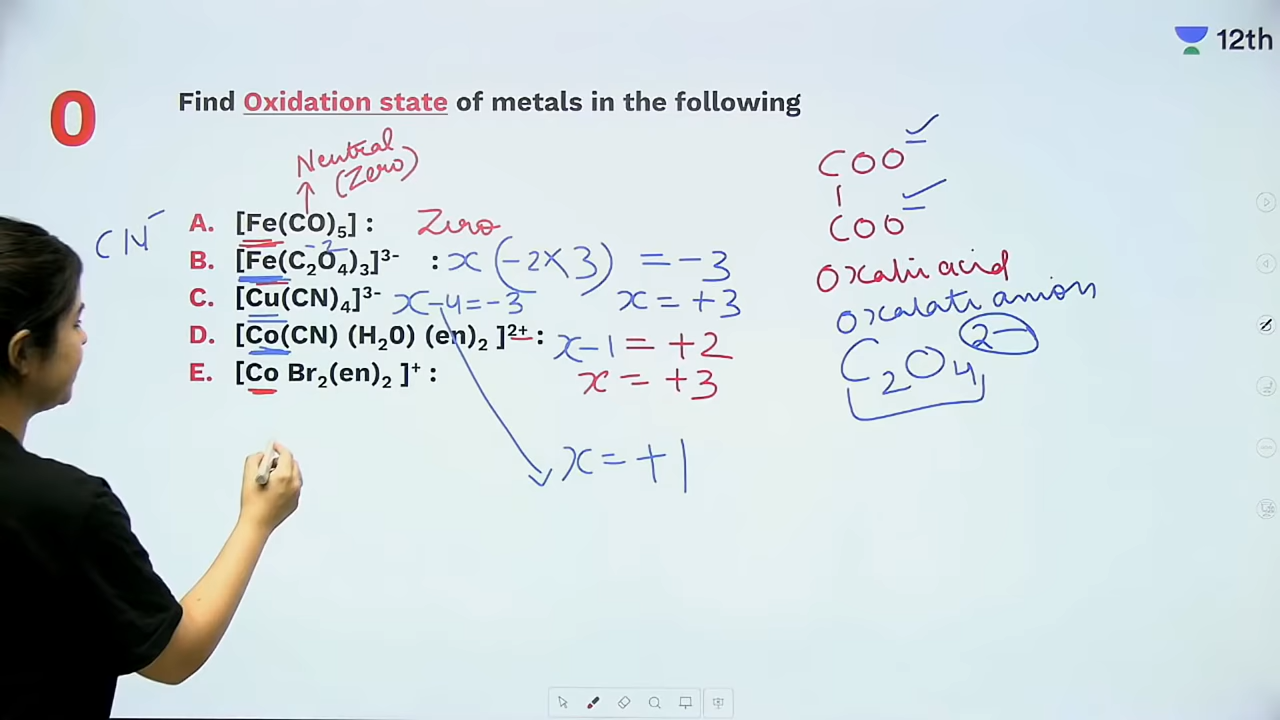 12th
0
Find Oxidation state of metals in the following
Neutral
(Zero)
A. [Fe(CO)5] : Zero
CN⁻
-2
B. [Fe(C2O4)3]3- : x (-2×3) = -3
C. [Cu(CN)4]3- x-4=-3 x = +3
D. [Co(CN) (H2O) (en)2 ]2+ : x-1 = +2
E. [Co Br2(en)2 ]+ : x = +3
x = +1
COO⁻
COO⁻
Oxalic acid
Oxalate anion
C2O4 2-